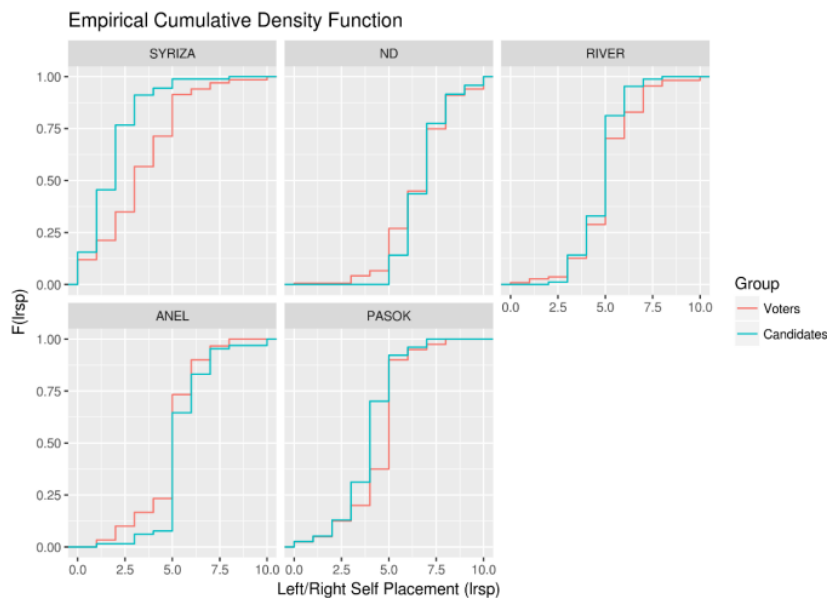 Empirical Cumulative Density Function
SYRIZA ND RIVER
1.00
0.75
0.50
0.25
0.00
0.0 2.5 5.0 7.5 10.0
ANEL PASOK
1.00
0.75
0.50
0.25
0.00
0.0 2.5 5.0 7.5 10.0 0.0 2.5 5.0 7.5 10.0
F(lrsp)
Left/Right Self Placement (lrsp)
Group
Voters
Candidates